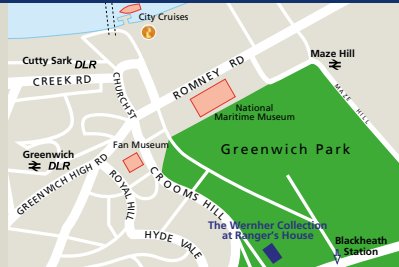 City Cruises
Cutty Sark DLR
Maze Hill
CREEK RD
CHURCH ST
ROMNEY RD
MAZE HILL
National
Maritime Museum
Fan Museum
Greenwich Park
Greenwich
DLR
GREENWICH HIGH RD
ROYAL HILL
CROOMS HILL
The Wernher Collection
at Ranger's House
HYDE VALE
Blackheath
Station